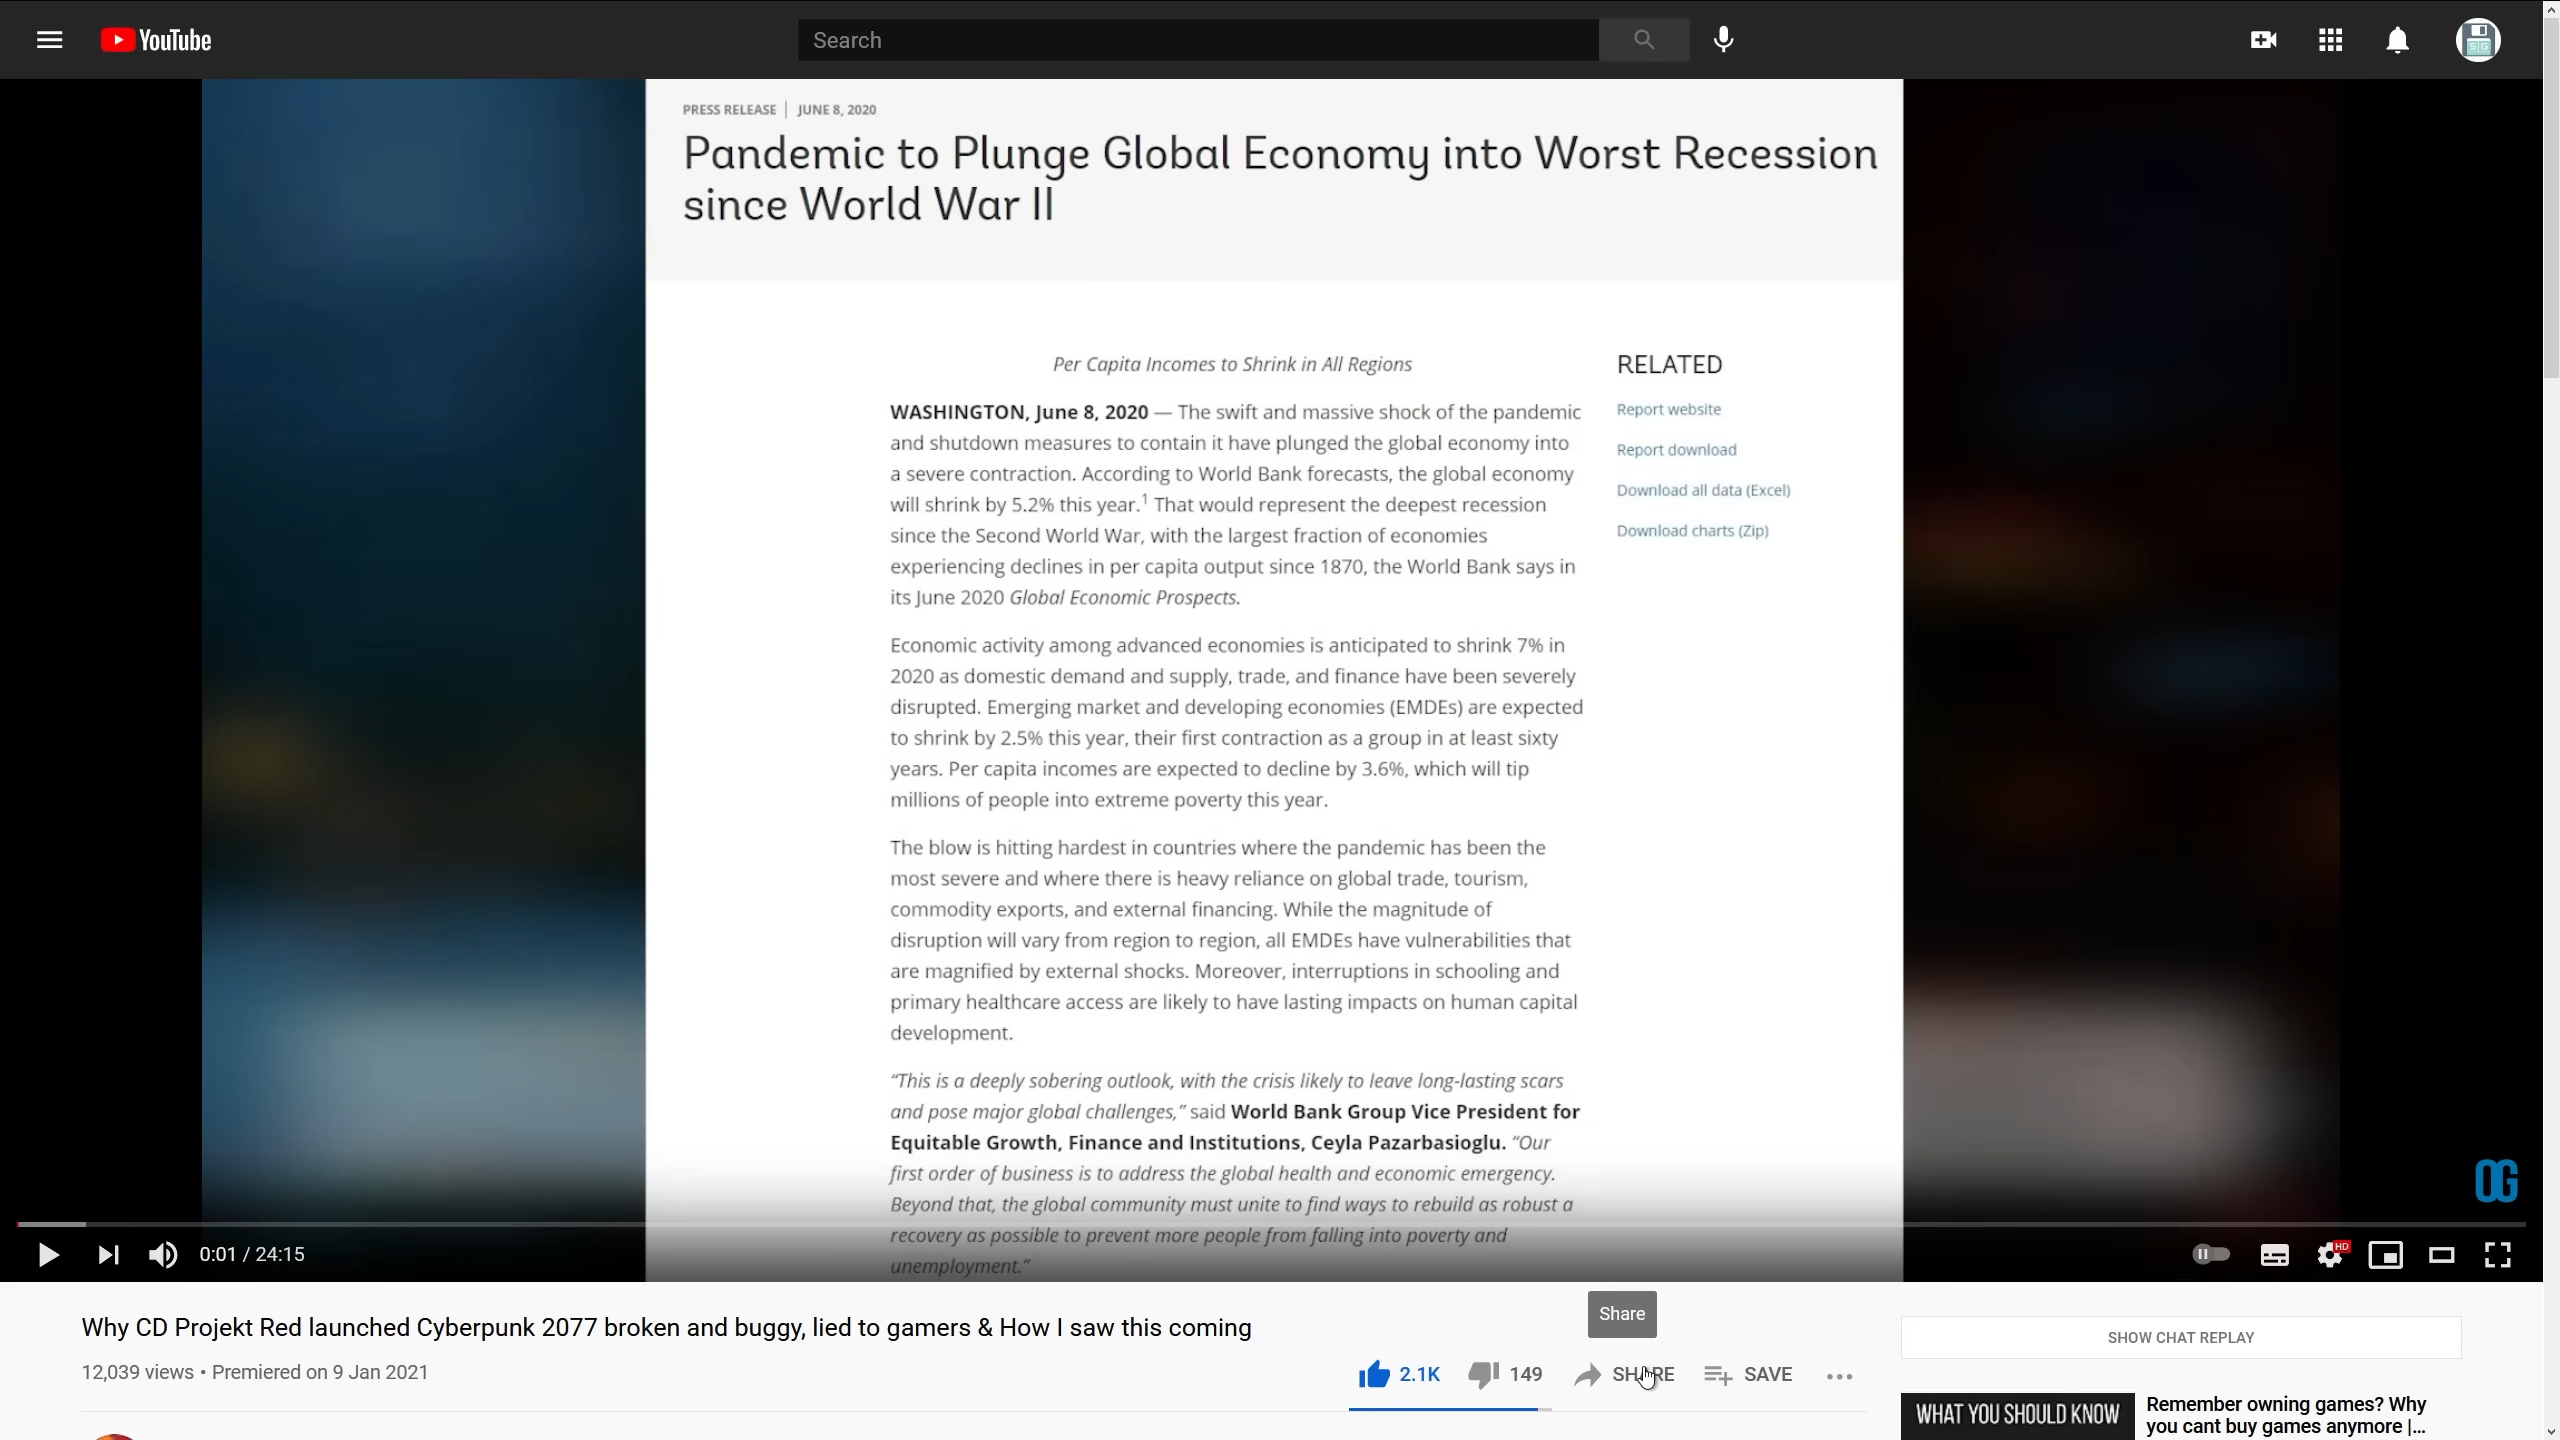 YouTube
Search
PRESS RELEASE | JUNE 8, 2020
Pandemic to Plunge Global Economy into Worst Recession
since World War II
Per Capita Incomes to Shrink in All Regions
WASHINGTON, June 8, 2020 — The swift and massive shock of the pandemic
and shutdown measures to contain it have plunged the global economy into
a severe contraction. According to World Bank forecasts, the global economy
will shrink by 5.2% this year.¹ That would represent the deepest recession
since the Second World War, with the largest fraction of economies
experiencing declines in per capita output since 1870, the World Bank says in
its June 2020 Global Economic Prospects.
Economic activity among advanced economies is anticipated to shrink 7% in
2020 as domestic demand and supply, trade, and finance have been severely
disrupted. Emerging market and developing economies (EMDEs) are expected
to shrink by 2.5% this year, their first contraction as a group in at least sixty
years. Per capita incomes are expected to decline by 3.6%, which will tip
millions of people into extreme poverty this year.
The blow is hitting hardest in countries where the pandemic has been the
most severe and where there is heavy reliance on global trade, tourism,
commodity exports, and external financing. While the magnitude of
disruption will vary from region to region, all EMDEs have vulnerabilities that
are magnified by external shocks. Moreover, interruptions in schooling and
primary healthcare access are likely to have lasting impacts on human capital
development.
“This is a deeply sobering outlook, with the crisis likely to leave long-lasting scars
and pose major global challenges,” said World Bank Group Vice President for
Equitable Growth, Finance and Institutions, Ceyla Pazarbasioglu. “Our
first order of business is to address the global health and economic emergency.
Beyond that, the global community must unite to find ways to rebuild as robust a
recovery as possible to prevent more people from falling into poverty and
unemployment.”
RELATED
Report website
Report download
Download all data (Excel)
Download charts (Zip)
OG
0:01 / 24:15
HD
Share
Why CD Projekt Red launched Cyberpunk 2077 broken and buggy, lied to gamers & How I saw this coming
12,039 views • Premiered on 9 Jan 2021
2.1K
149
SHARE
SAVE
SHOW CHAT REPLAY
WHAT YOU SHOULD KNOW
Remember owning games? Why
you cant buy games anymore |...